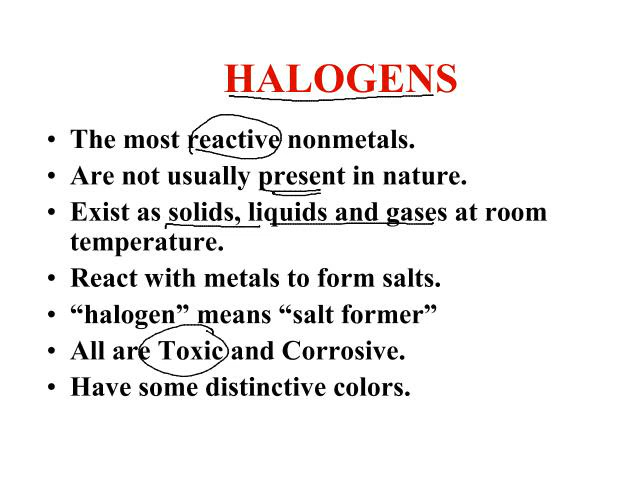 HALOGENS
• The most reactive nonmetals.
• Are not usually present in nature.
• Exist as solids, liquids and gases at room
temperature.
• React with metals to form salts.
• “halogen” means “salt former”
• All are Toxic and Corrosive.
• Have some distinctive colors.